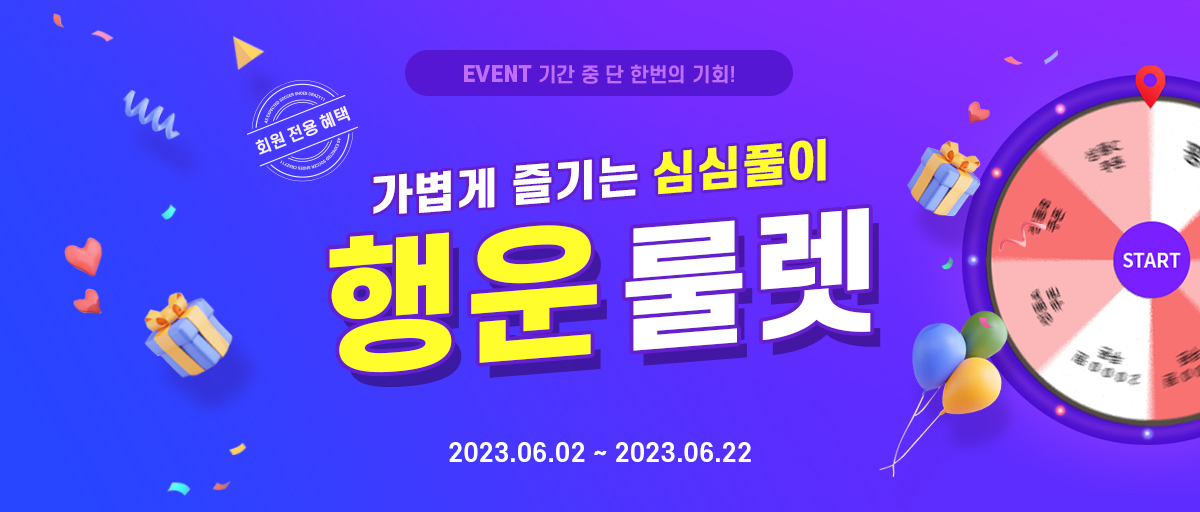 EVENT 기간 중 단 한번의 기회!
회원 전용 혜택
가볍게 즐기는 심심풀이
행운 룰렛
START
2023.06.02 ~ 2023.06.22